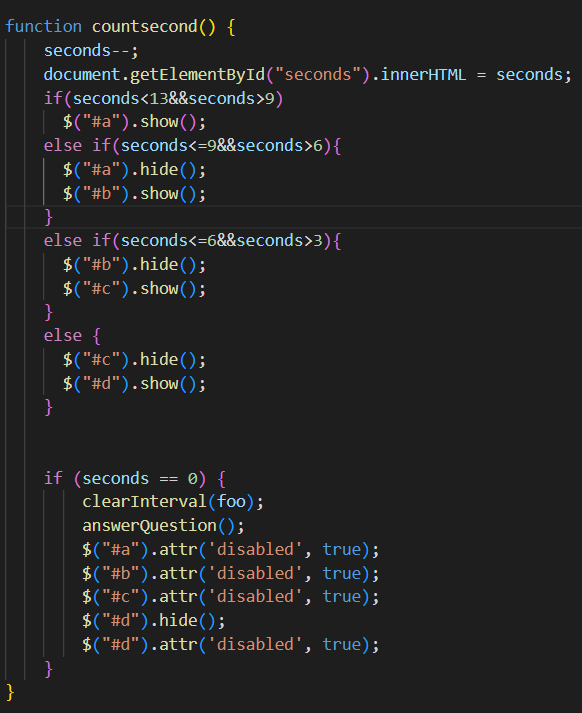 function countsecond() {
    seconds--;
    document.getElementById("seconds").innerHTML = seconds;
    if(seconds<13&&seconds>9)
      $("#a").show();
    else if(seconds<=9&&seconds>6){
      $("#a").hide();
      $("#b").show();
    }
    else if(seconds<=6&&seconds>3){
      $("#b").hide();
      $("#c").show();
    }
    else {
      $("#c").hide();
      $("#d").show();
    }
    if (seconds == 0) {
        clearInterval(foo);
        answerQuestion();
        $("#a").attr('disabled', true);
        $("#b").attr('disabled', true);
        $("#c").attr('disabled', true);
        $("#d").hide();
        $("#d").attr('disabled', true);
    }
}